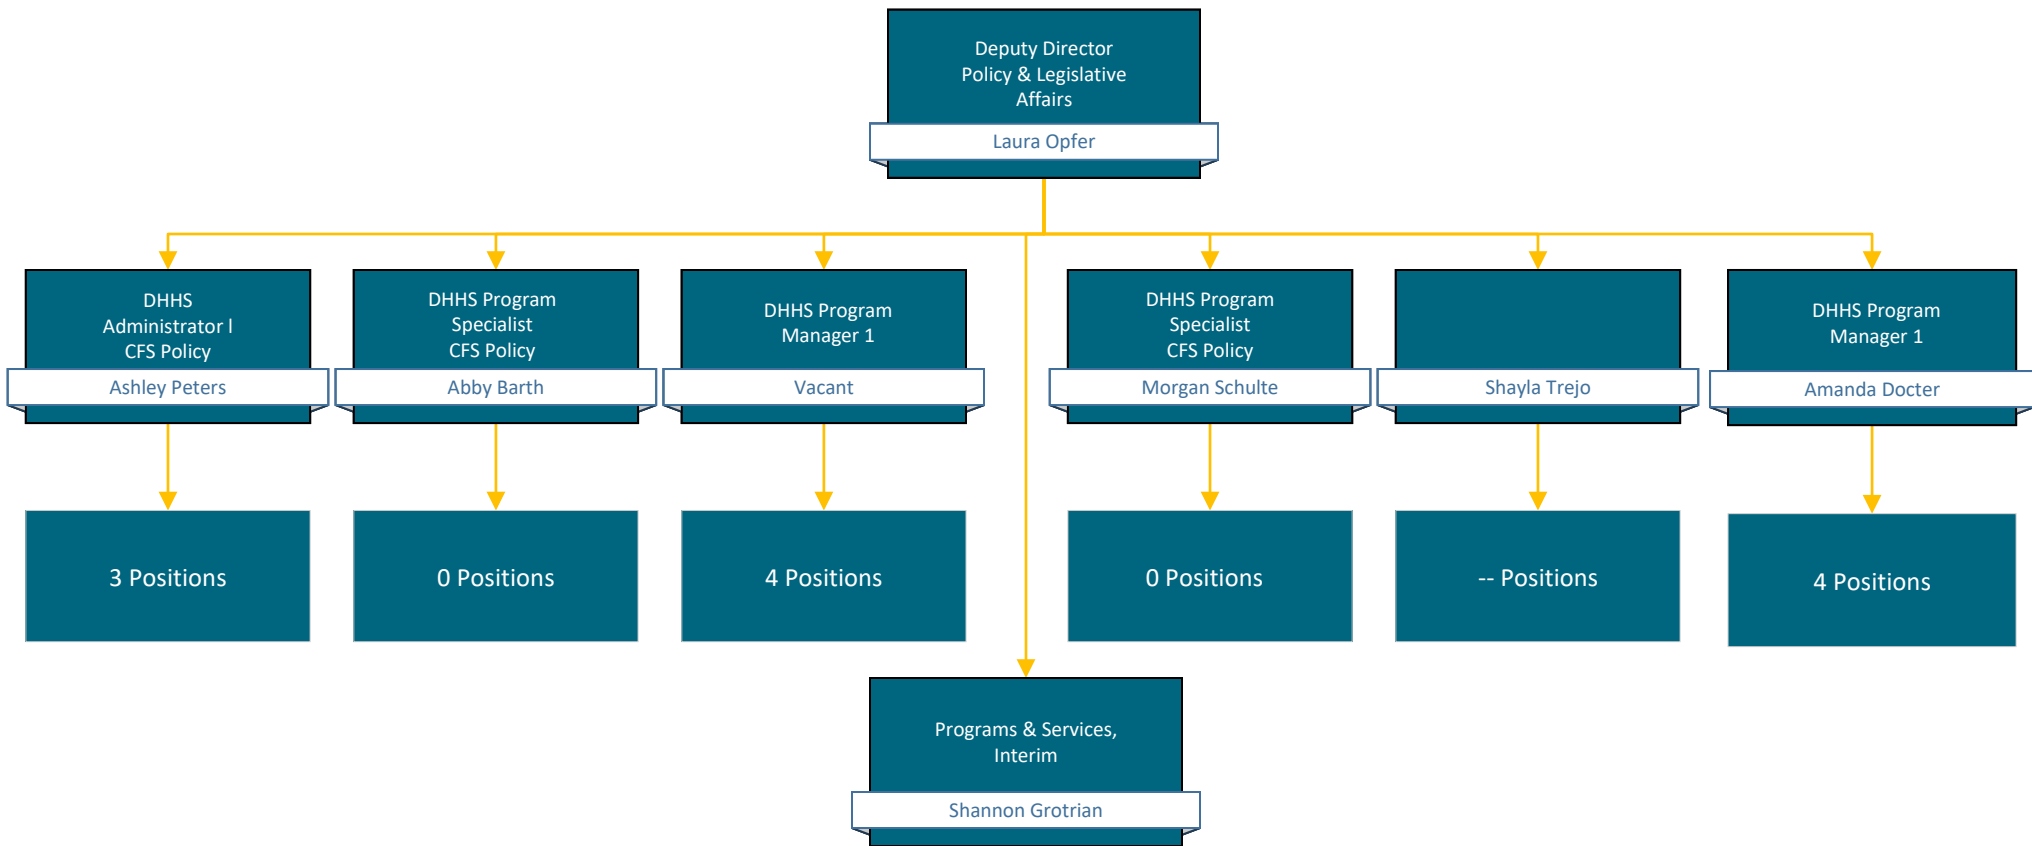 Deputy Director
Policy & Legislative
Affairs
Laura Opfer
DHHS
Administrator l
CFS Policy
Ashley Peters
DHHS Program
Specialist
CFS Policy
Abby Barth
DHHS Program
Manager 1
Vacant
DHHS Program
Specialist
CFS Policy
Morgan Schulte
Shayla Trejo
DHHS Program
Manager 1
Amanda Docter
3 Positions
0 Positions
4 Positions
0 Positions
-- Positions
4 Positions
Programs & Services,
Interim
Shannon Grotrian